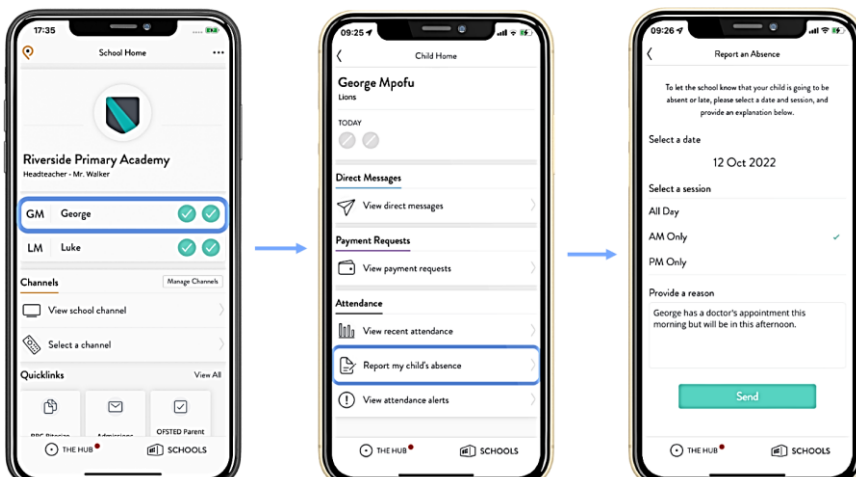 17:35
School Home
Riverside Primary Academy
Headteacher - Mr. Walker
GM George
LM Luke
Channels
Manage Channels
View school channel
Select a channel
Quicklinks
View All
Admissions
OFSTED Parent
THE HUB
SCHOOLS
09:25
Child Home
George Mpofu
Lions
TODAY
Direct Messages
View direct messages
Payment Requests
View payment requests
Attendance
View recent attendance
Report my child's absence
View attendance alerts
THE HUB
SCHOOLS
09:26
Report an Absence
To let the school know that your child is going to be
absent or late, please select a date and session, and
provide an explanation below.
Select a date
12 Oct 2022
Select a session
All Day
AM Only
PM Only
Provide a reason
George has a doctor's appointment this
morning but will be in this afternoon.
Send
THE HUB
SCHOOLS